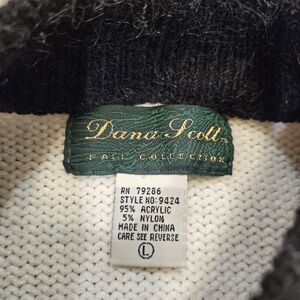 Dana Scott
FALL COLLECTION
RN 79286
STYLE NO: 9424
95% ACRYLIC
5% NYLON
MADE IN CHINA
CARE SEE REVERSE
L